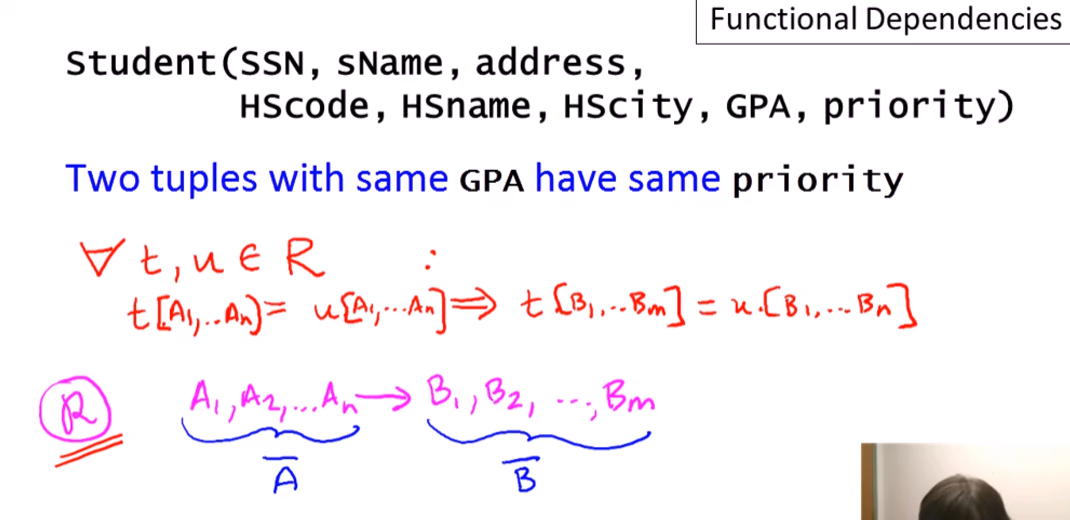 Functional Dependencies
Student(SSN, sName, address,
HScode, HSname, HScity, GPA, priority)
Two tuples with same GPA have same priority
∀ t, u ∈ R :
t[A1,..An)= u[A1,...An] ⟹ t[B1,...Bm] = u.[B1,...Bn]
R A1,A2,...An → B1,B2, ...,Bm
A̅ B̅